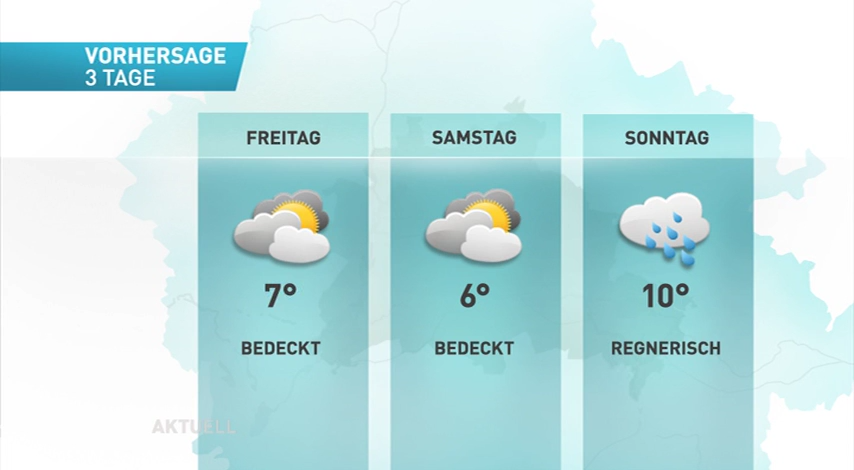 VORHERSAGE
3 TAGE
FREITAG
SAMSTAG
SONNTAG
7°
6°
10°
BEDECKT
BEDECKT
REGNERISCH
AKTUELL